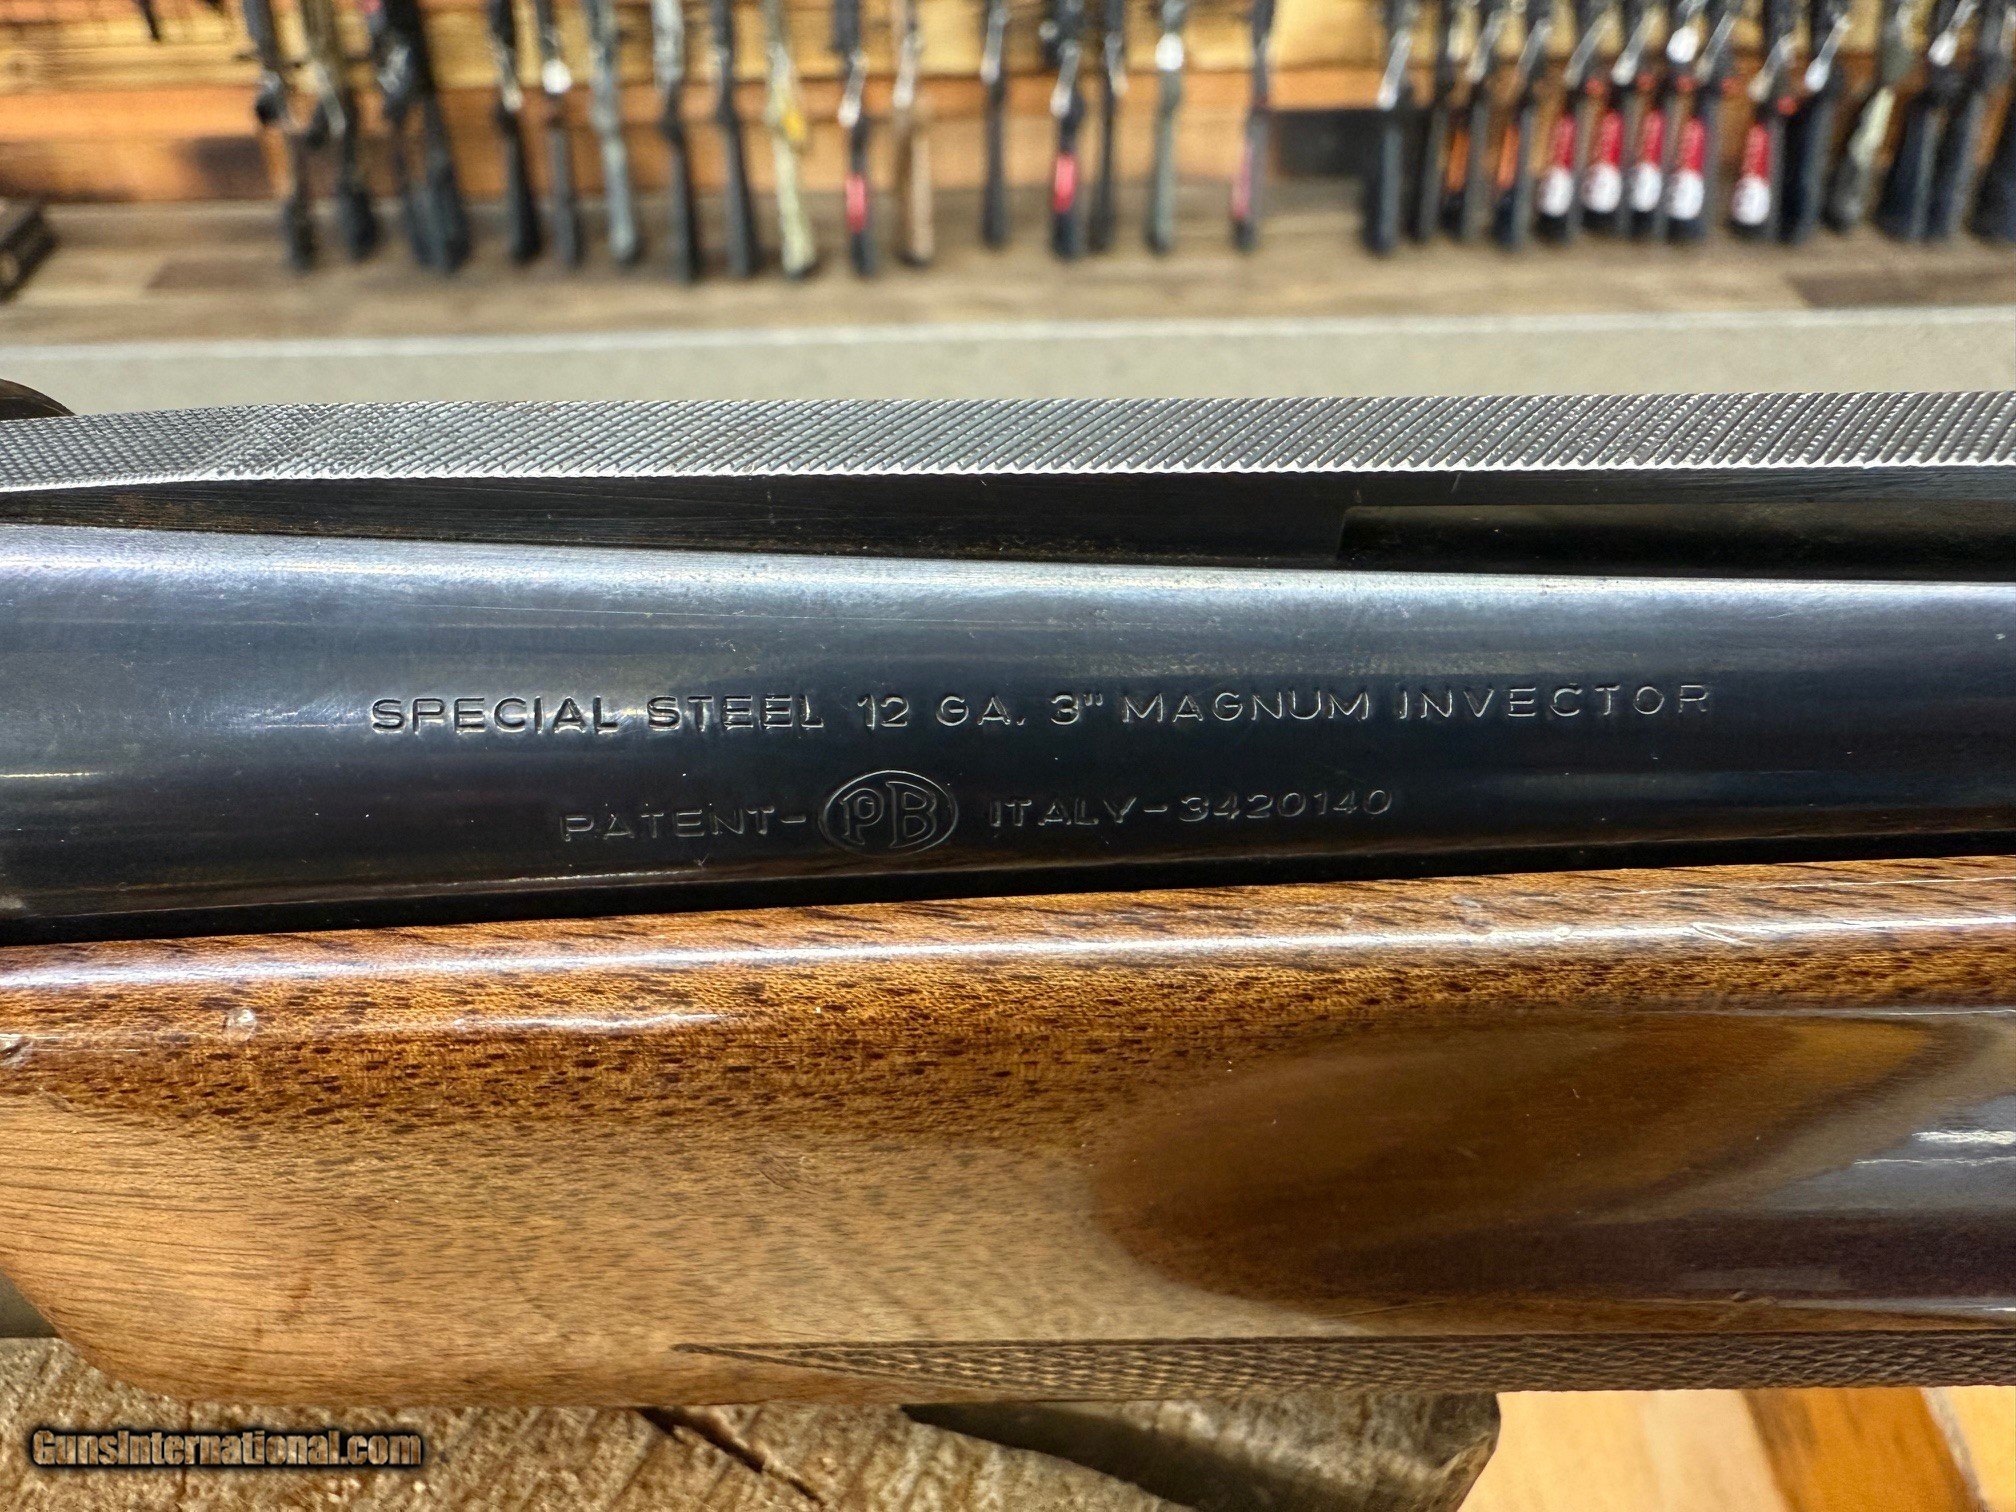 SPECIAL STEEL 12 GA. 3" MAGNUM INVECTOR
PATENT-PB ITALY-3420140
GunsInternational.com